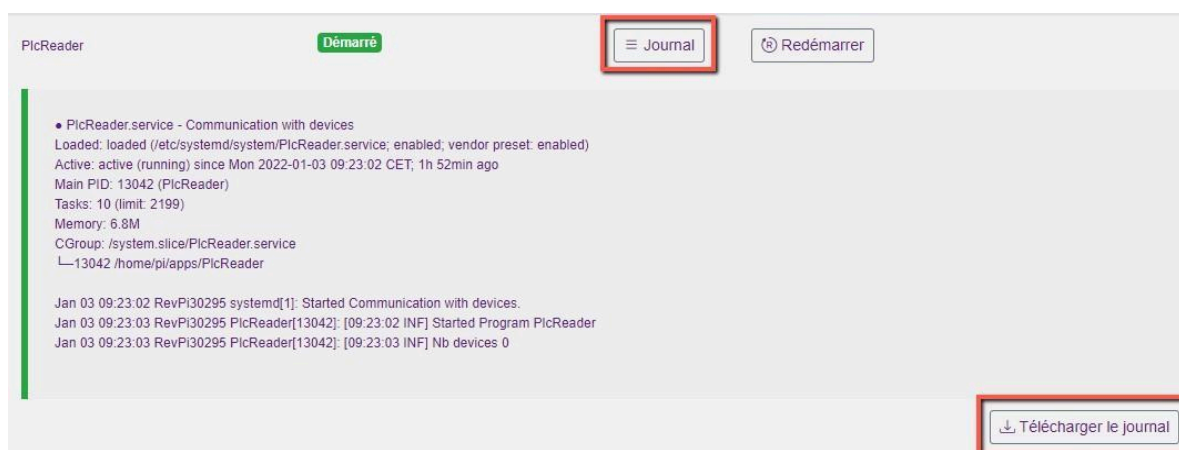 PlcReader Démarré ☰ Journal Redémarrer
● PlcReader.service - Communication with devices
Loaded: loaded (/etc/systemd/system/PlcReader.service; enabled; vendor preset: enabled)
Active: active (running) since Mon 2022-01-03 09:23:02 CET; 1h 52min ago
Main PID: 13042 (PlcReader)
Tasks: 10 (limit: 2199)
Memory: 6.8M
CGroup: /system.slice/PlcReader.service
└─13042 /home/pi/apps/PlcReader
Jan 03 09:23:02 RevPi30295 systemd[1]: Started Communication with devices.
Jan 03 09:23:03 RevPi30295 PlcReader[13042]: [09:23:02 INF] Started Program PlcReader
Jan 03 09:23:03 RevPi30295 PlcReader[13042]: [09:23:03 INF] Nb devices 0
Télécharger le journal